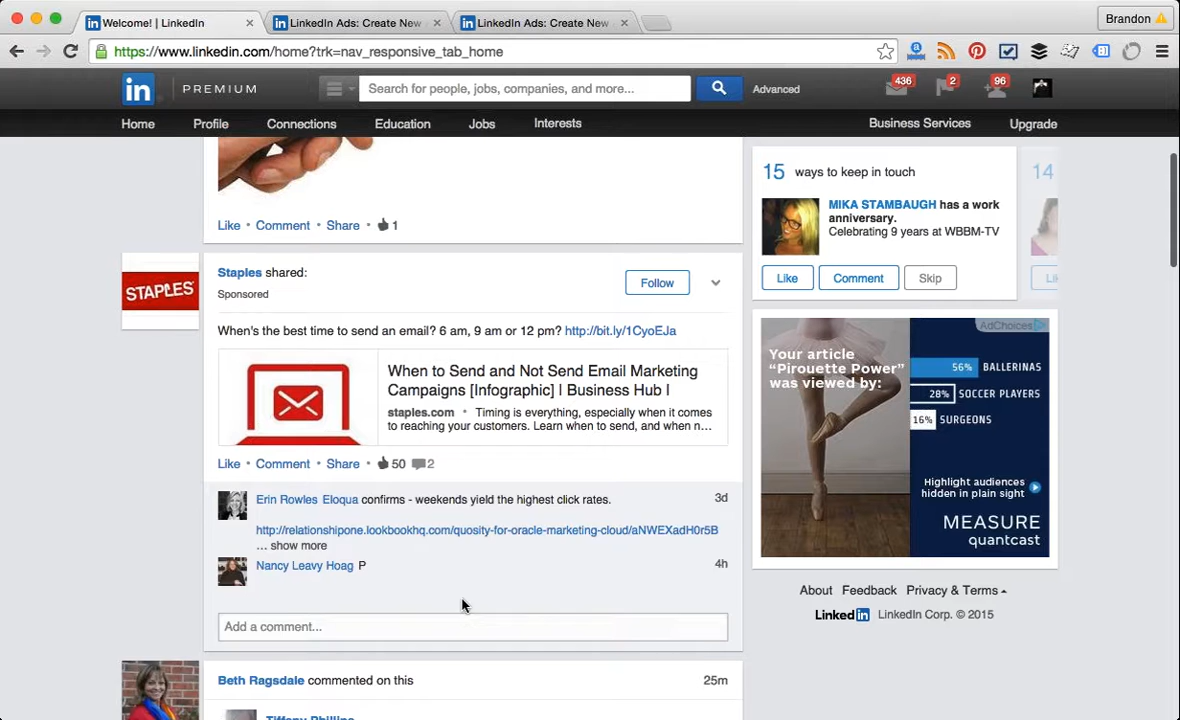 Welcome! | LinkedIn
LinkedIn Ads: Create New
LinkedIn Ads: Create New
Brandon
https://www.linkedin.com/home?trk=nav_responsive_tab_home
in
PREMIUM
Search for people, jobs, companies, and more...
Advanced
436
2
96
Home
Profile
Connections
Education
Jobs
Interests
Business Services
Upgrade
Like • Comment • Share • 1
STAPLES
Staples shared:
Sponsored
Follow
When's the best time to send an email? 6 am, 9 am or 12 pm? http://bit.ly/1CyoEJa
When to Send and Not Send Email Marketing
Campaigns [Infographic] | Business Hub |
staples.com • Timing is everything, especially when it comes
to reaching your customers. Learn when to send, and when n...
Like • Comment • Share • 50 2
Erin Rowles Eloqua confirms - weekends yield the highest click rates.
3d
http://relationshipone.lookbookhq.com/quosity-for-oracle-marketing-cloud/aNWEXadH0r5B
... show more
Nancy Leavy Hoag P
4h
Add a comment...
Beth Ragsdale commented on this
25m
Tiffany Phillips
15 ways to keep in touch
14
MIKA STAMBAUGH has a work
anniversary.
Celebrating 9 years at WBBM-TV
Like
Comment
Skip
Li
AdChoices
Your article
“Pirouette Power”
was viewed by:
56% BALLERINAS
28% SOCCER PLAYERS
16% SURGEONS
Highlight audiences
hidden in plain sight
MEASURE
quantcast
About Feedback Privacy & Terms
Linkedin LinkedIn Corp. © 2015